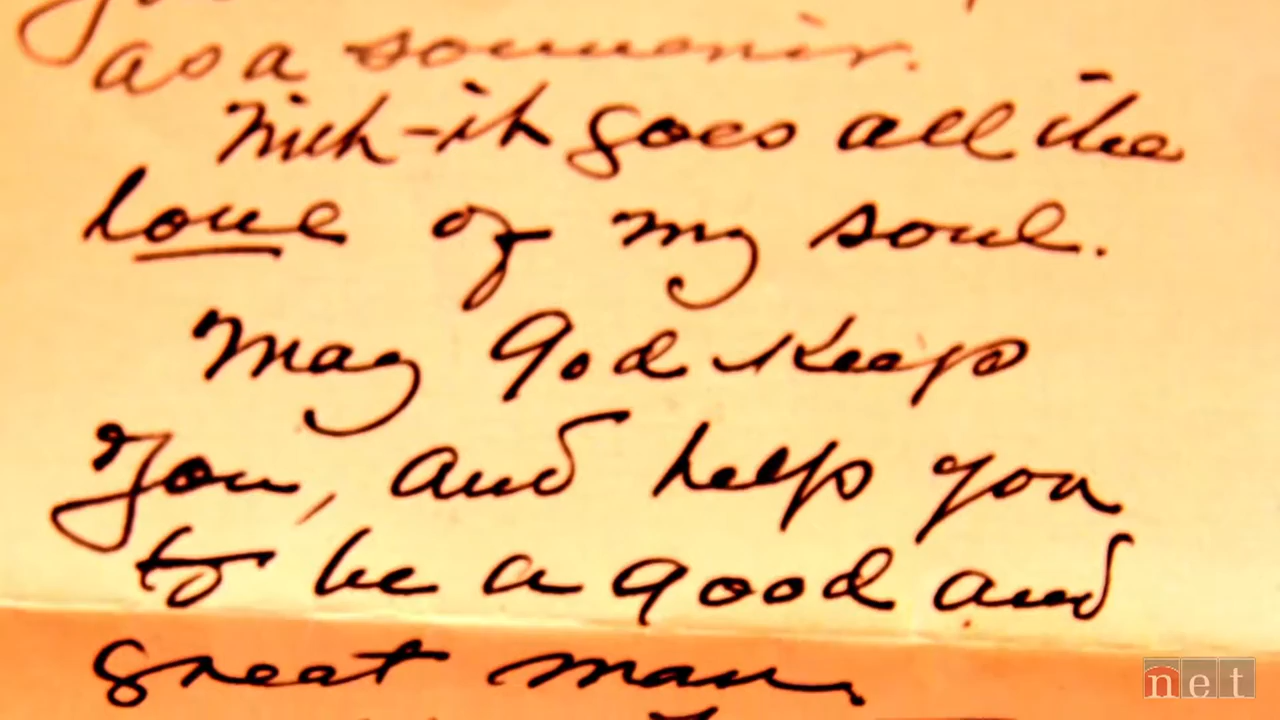 as a souvenir.
With it goes all the
love of my soul.
May God keep
you, and help you
to be a good and
great man.
net